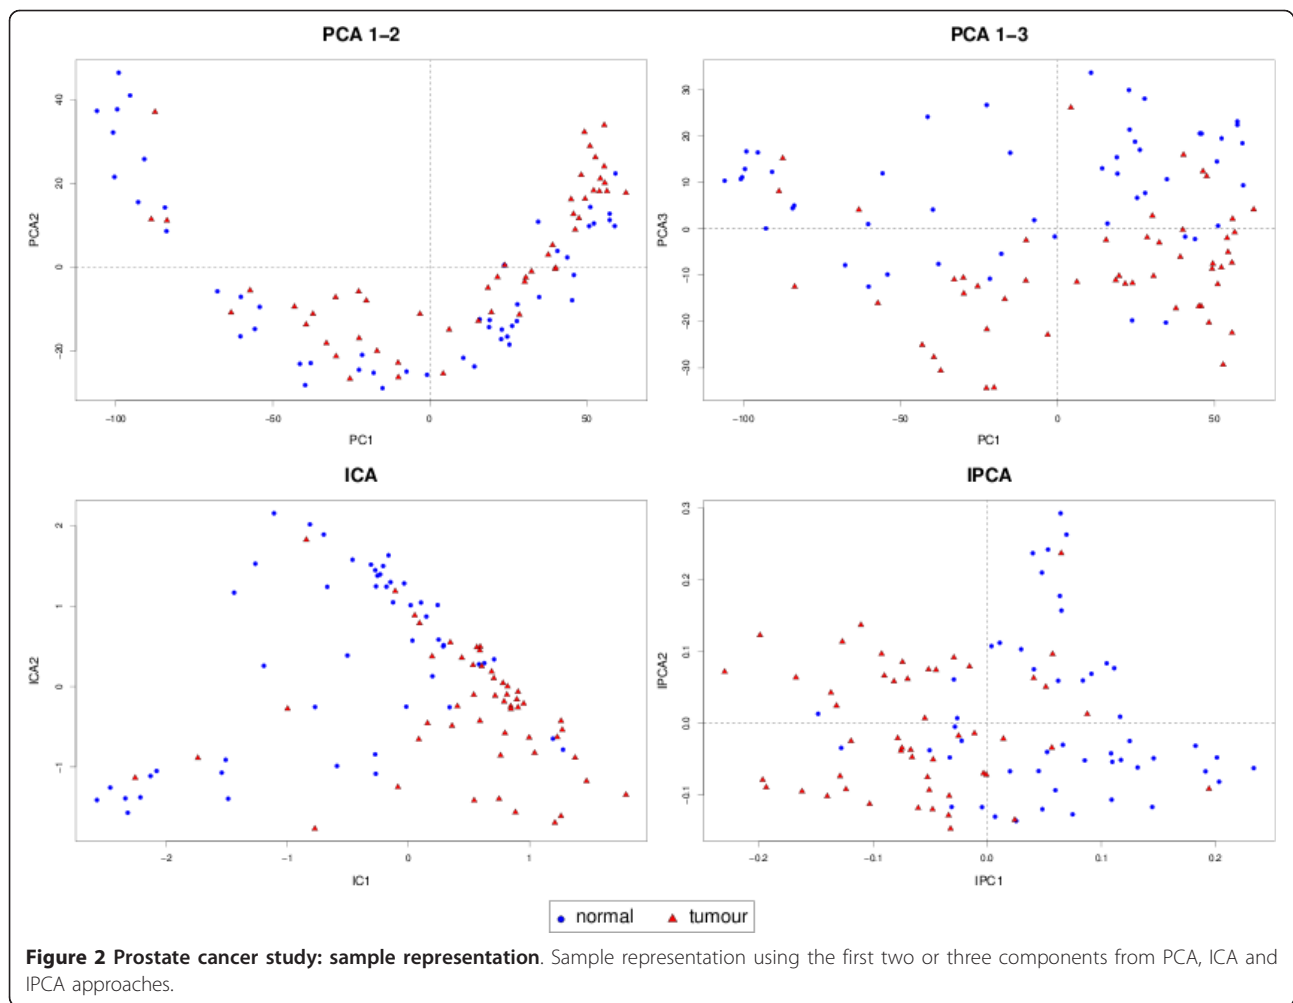 PCA 1−2
PCA 1−3
PCA2
40
20
0
−20
−100
−50
0
50
PC1
PCA3
30
20
10
0
−10
−20
−30
−100
−50
0
50
PC1
ICA
IPCA
ICA2
2
1
0
−1
−2
−1
0
1
IC1
IPCA2
0.3
0.2
0.1
0.0
−0.1
−0.2
−0.1
0.0
0.1
0.2
IPC1
normal tumour
Figure 2 Prostate cancer study: sample representation. Sample representation using the first two or three components from PCA, ICA and
IPCA approaches.